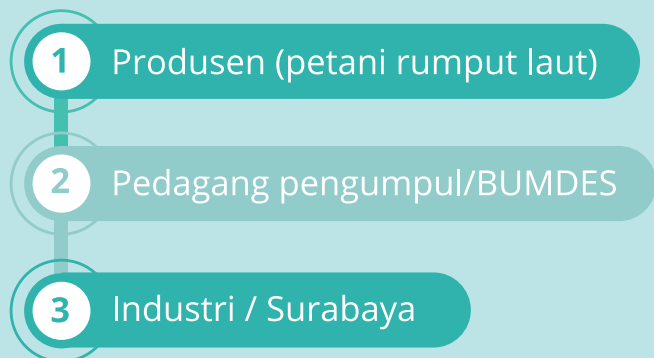 1 Produsen (petani rumput laut)
2 Pedagang pengumpul/BUMDES
3 Industri / Surabaya